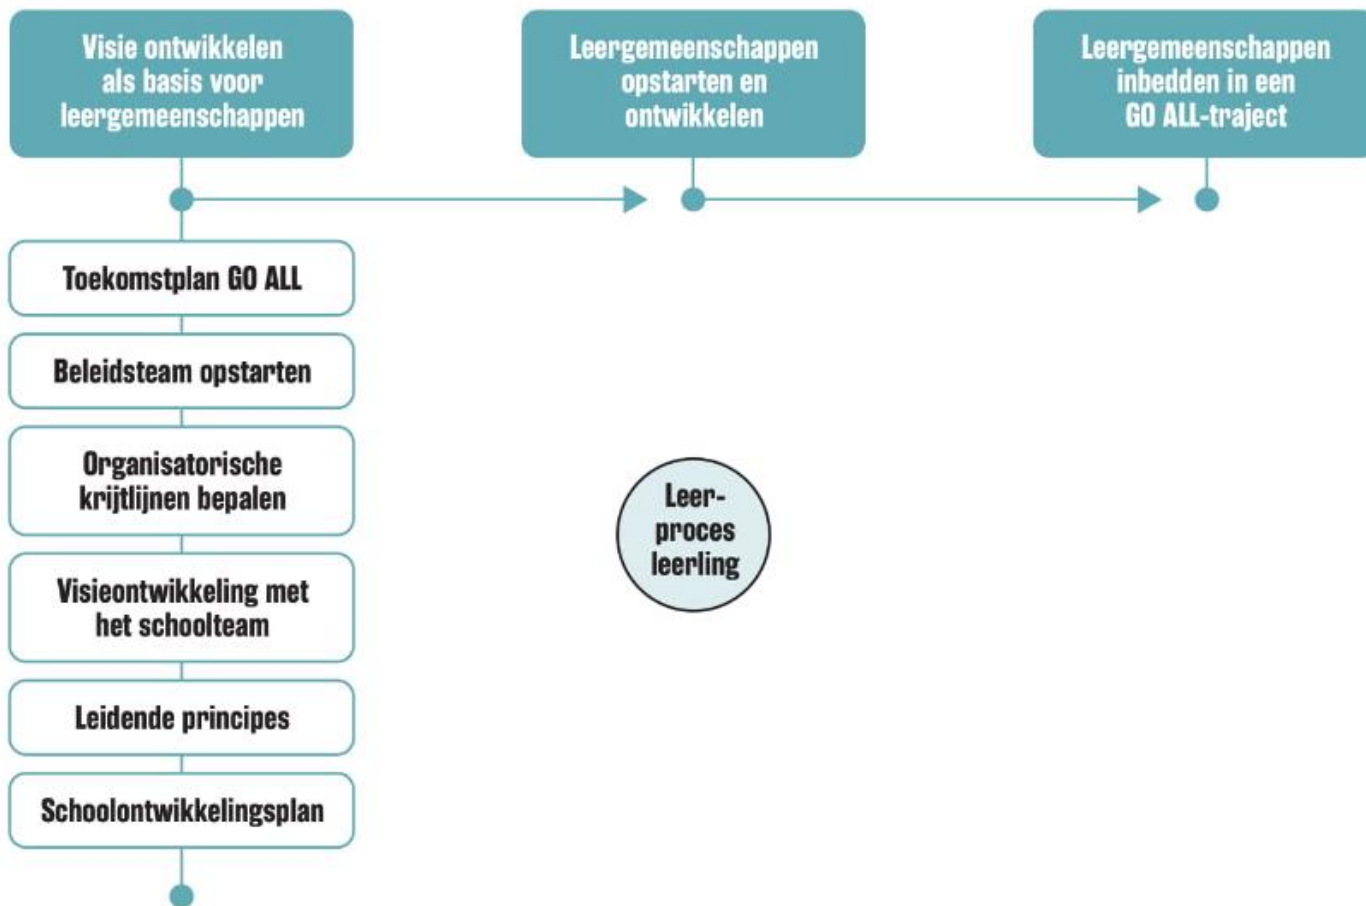 Visie ontwikkelen
als basis voor
leergemeenschappen
Leergemeenschappen
opstarten en
ontwikkelen
Leergemeenschappen
inbedden in een
GO ALL-traject
Toekomstplan GO ALL
Beleidsteam opstarten
Organisatorische
krijtlijnen bepalen
Visieontwikkeling met
het schoolteam
Leidende principes
Schoolontwikkelingsplan
Leer-
proces
leerling